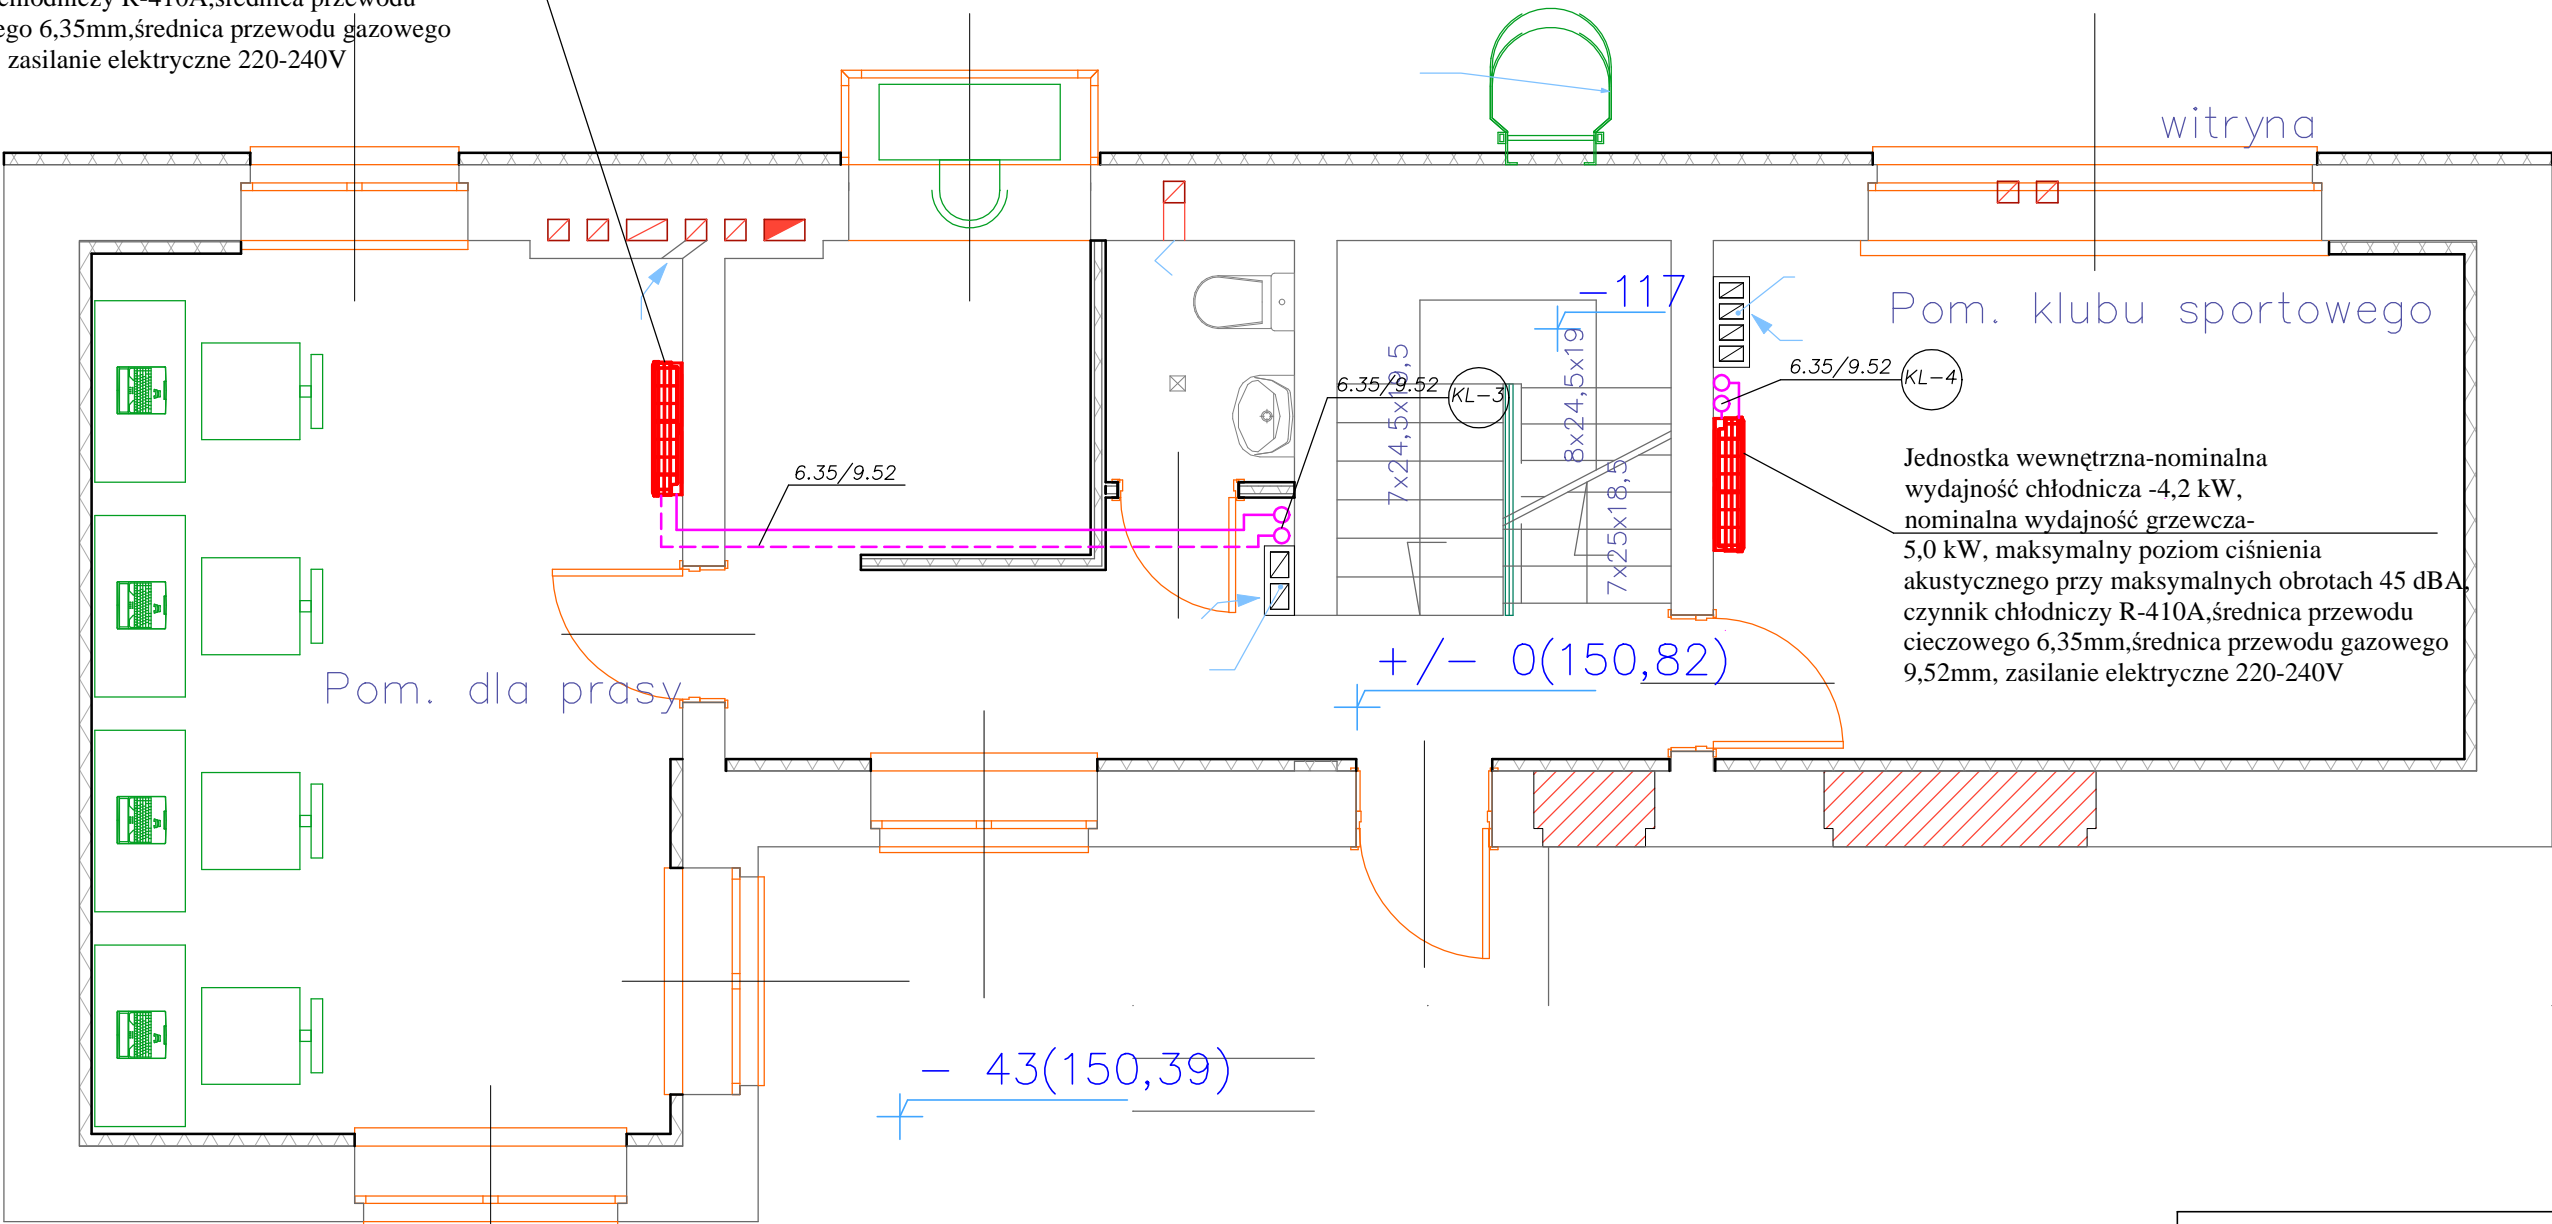 chłodniczy R-410A,średnica przewodu
ego 6,35mm,średnica przewodu gazowego
zasilanie elektryczne 220-240V
witryna
-117
Pom. klubu sportowego
7x24,5x19,5
8x24,5x19
7x25x18,5
6.35/9.52
KL-3
6.35/9.52
KL-4
6.35/9.52
Jednostka wewnętrzna-nominalna
wydajność chłodnicza -4,2 kW,
nominalna wydajność grzewcza-
5,0 kW, maksymalny poziom ciśnienia
akustycznego przy maksymalnych obrotach 45 dBA,
czynnik chłodniczy R-410A,średnica przewodu
cieczowego 6,35mm,średnica przewodu gazowego
9,52mm, zasilanie elektryczne 220-240V
+/- 0(150,82)
Pom. dla prasy
- 43(150,39)